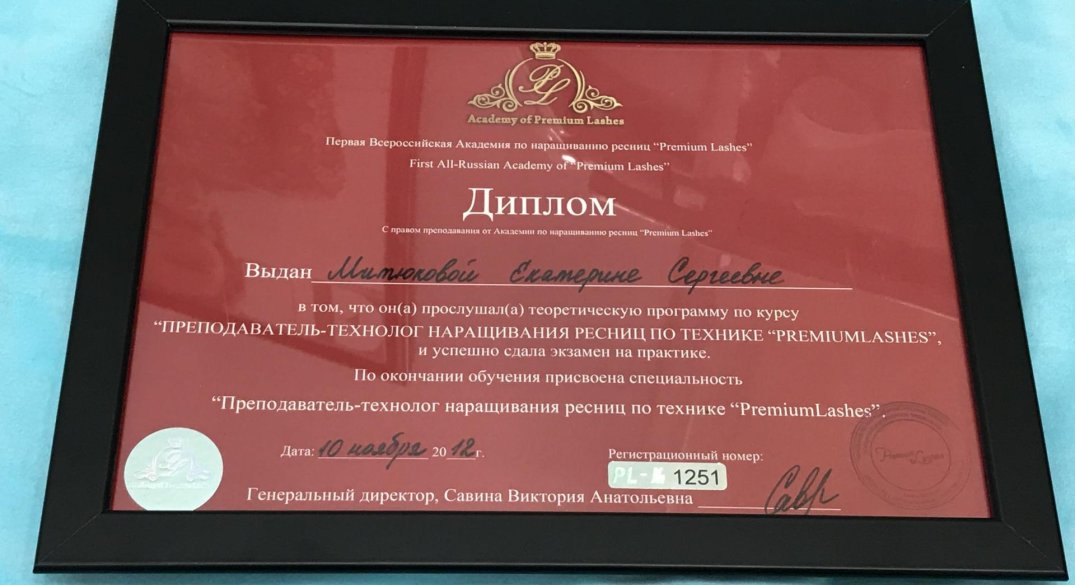 PL
Academy of Premium Lashes
Первая Всероссийская Академия по наращиванию ресниц "Premium Lashes"
First All-Russian Academy of "Premium Lashes"
Диплом
С правом преподавания от Академии по наращиванию ресниц "Premium Lashes"
Выдан Митюковой Екатерине Сергеевне
в том, что он(а) прослушал(а) теоретическую программу по курсу
"ПРЕПОДАВАТЕЛЬ-ТЕХНОЛОГ НАРАЩИВАНИЯ РЕСНИЦ ПО ТЕХНИКЕ "PREMIUMLASHES",
и успешно сдала экзамен на практике.
По окончании обучения присвоена специальность
"Преподаватель-технолог наращивания ресниц по технике "PremiumLashes".
Дата: 10 ноября 2012г.
Регистрационный номер:
PL-№ 1251
Генеральный директор, Савина Виктория Анатольевна